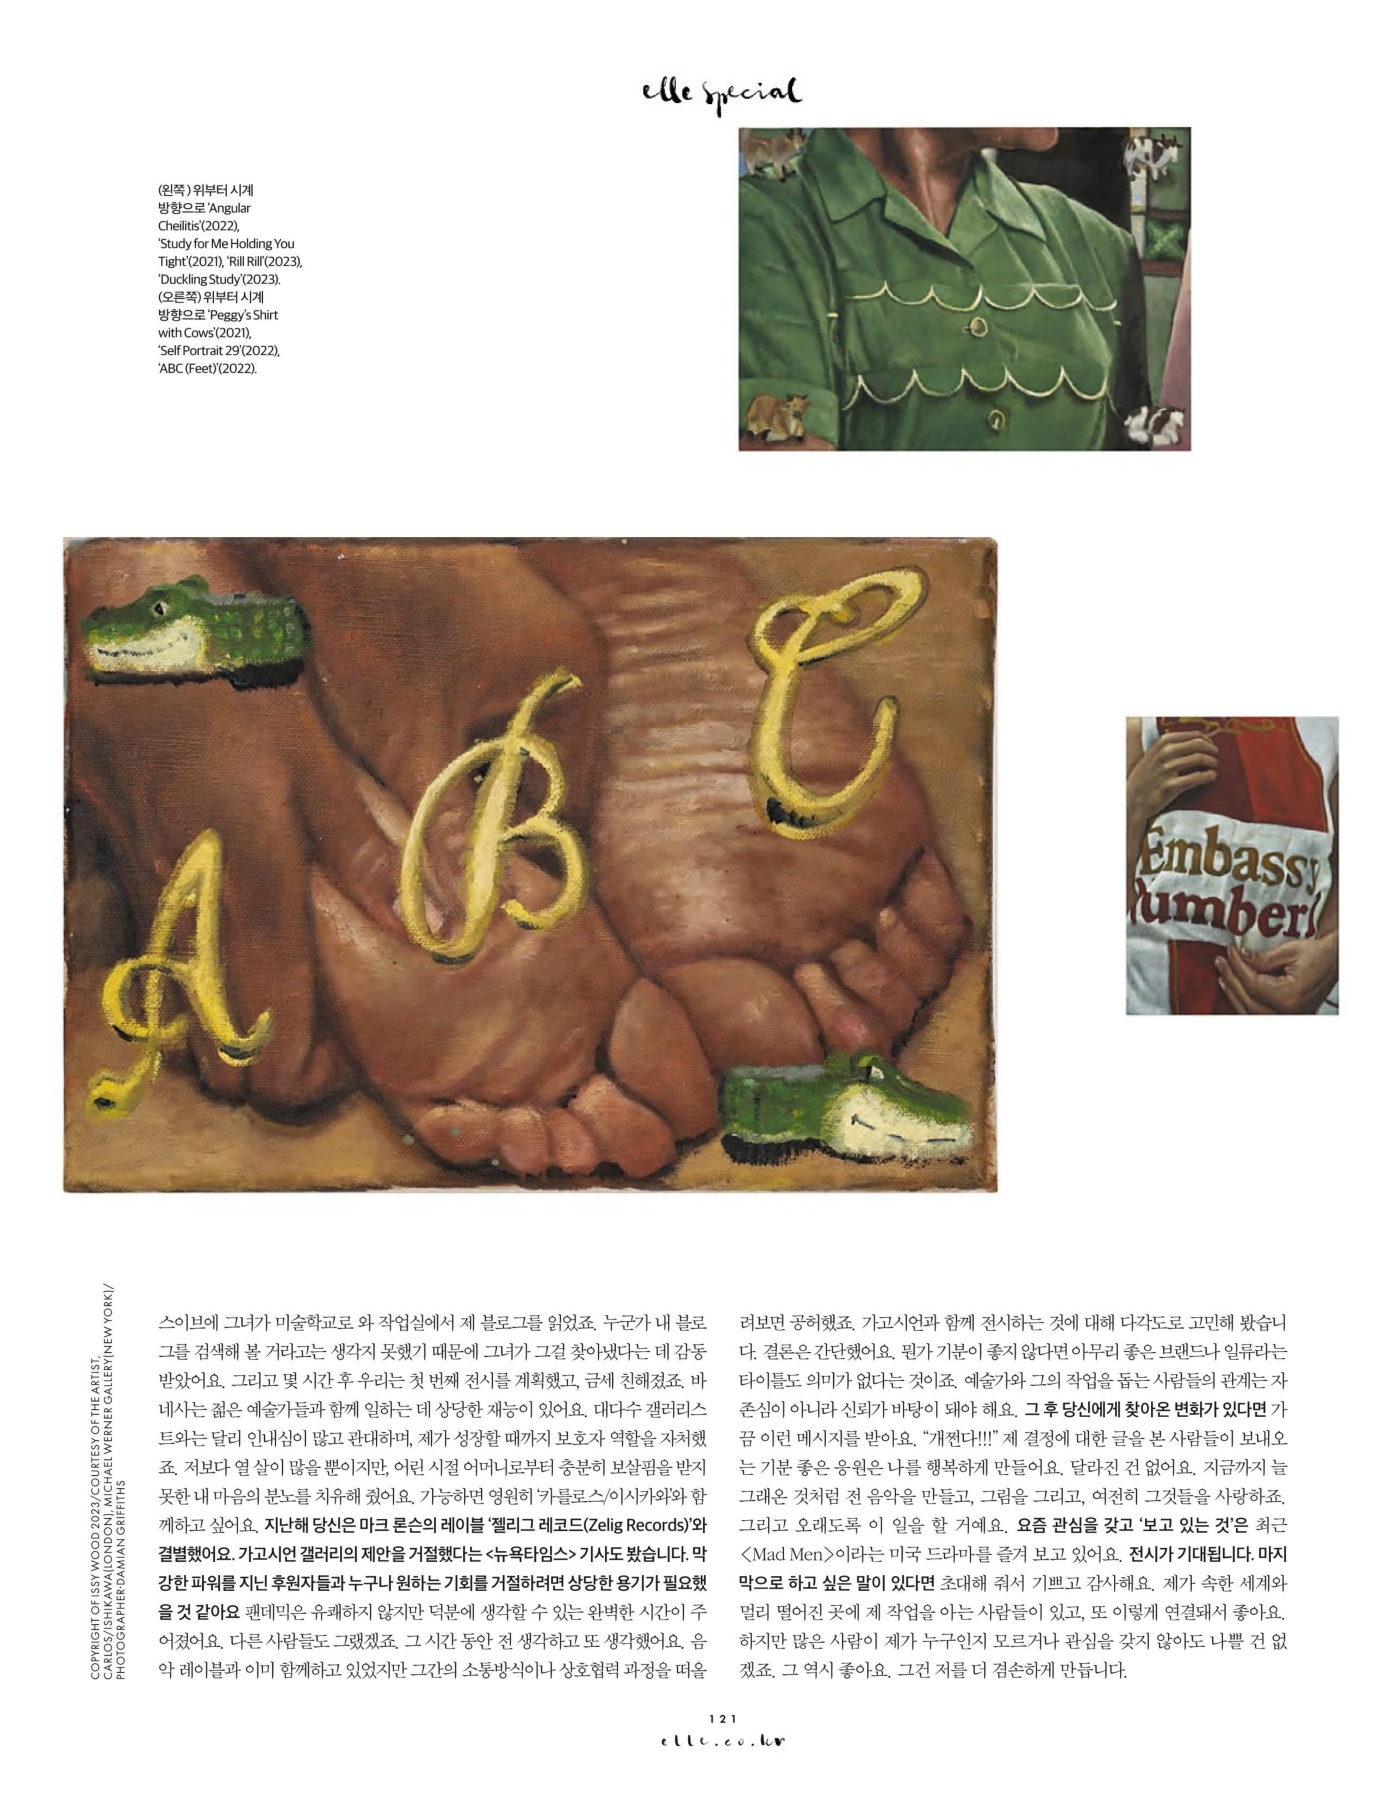 elle special
(왼쪽) 위부터 시계
방향으로 ‘Angular
Cheilitis’(2022),
‘Study for Me Holding You
Tight’(2021), ‘Rill Rill’(2023),
‘Duckling Study’(2023).
(오른쪽) 위부터 시계
방향으로 ‘Peggy’s Shirt
with Cows’(2021),
‘Self Portrait 29’(2022),
‘ABC (Feet)’(2022).
A
B
C
Embassy
Number
COPYRIGHT OF ISSY WOOD 2023/COURTESY OF THE ARTIST,
CARLOS/ISHIKAWA(LONDON), MICHAEL WERNER GALLERY(NEW YORK)/
PHOTOGRAPHER·DAMIAN GRIFFITHS
스이브에 그녀가 미술학교로 와 작업실에서 제 블로그를 읽었죠. 누군가 내 블로
그를 검색해 볼 거라고는 생각지 못했기 때문에 그녀가 그걸 찾아냈다는 데 감동
받았어요. 그리고 몇 시간 후 우리는 첫 번째 전시를 계획했고, 금세 친해졌죠. 바
네사는 젊은 예술가들과 함께 일하는 데 상당한 재능이 있어요. 대다수 갤러리스
트와는 달리 인내심이 많고 관대하며, 제가 성장할 때까지 보호자 역할을 자처했
죠. 저보다 열 살이 많을 뿐이지만, 어린 시절 어머니로부터 충분히 보살핌을 받지
못한 내 마음의 분노를 치유해 줬어요. 가능하면 영원히 ‘카를로스/이시카와’와 함
께하고 싶어요. 지난해 당신은 마크 론슨의 레이블 ‘젤리그 레코드(Zelig Records)’와
결별했어요. 가고시언 갤러리의 제안을 거절했다는 <뉴욕타임스> 기사도 봤습니다. 막
강한 파워를 지닌 후원자들과 누구나 원하는 기회를 거절하려면 상당한 용기가 필요했
을 것 같아요 팬데믹은 유쾌하지 않지만 덕분에 생각할 수 있는 완벽한 시간이 주
어졌어요. 다른 사람들도 그랬겠죠. 그 시간 동안 전 생각하고 또 생각했어요. 음
악 레이블과 이미 함께하고 있었지만 그간의 소통방식이나 상호협력 과정을 떠올
려보면 공허했죠. 가고시언과 함께 전시하는 것에 대해 다각도로 고민해 봤습니
다. 결론은 간단했어요. 뭔가 기분이 좋지 않다면 아무리 좋은 브랜드나 일류라는
타이틀도 의미가 없다는 것이죠. 예술가와 그의 작업을 돕는 사람들의 관계는 자
존심이 아니라 신뢰가 바탕이 돼야 해요. 그 후 당신에게 찾아온 변화가 있다면 가
끔 이런 메시지를 받아요. “개쩐다!!!” 제 결정에 대한 글을 본 사람들이 보내오
는 기분 좋은 응원은 나를 행복하게 만들어요. 달라진 건 없어요. 지금까지 늘
그래온 것처럼 전 음악을 만들고, 그림을 그리고, 여전히 그것들을 사랑하죠.
그리고 오래도록 이 일을 할 거예요. 요즘 관심을 갖고 ‘보고 있는 것’은 최근
<Mad Men>이라는 미국 드라마를 즐겨 보고 있어요. 전시가 기대됩니다. 마지
막으로 하고 싶은 말이 있다면 초대해 줘서 기쁘고 감사해요. 제가 속한 세계와
멀리 떨어진 곳에 제 작업을 아는 사람들이 있고, 또 이렇게 연결돼서 좋아요.
하지만 많은 사람이 제가 누구인지 모르거나 관심을 갖지 않아도 나쁠 건 없
겠죠. 그 역시 좋아요. 그건 저를 더 겸손하게 만듭니다.
121
elle.co.kr